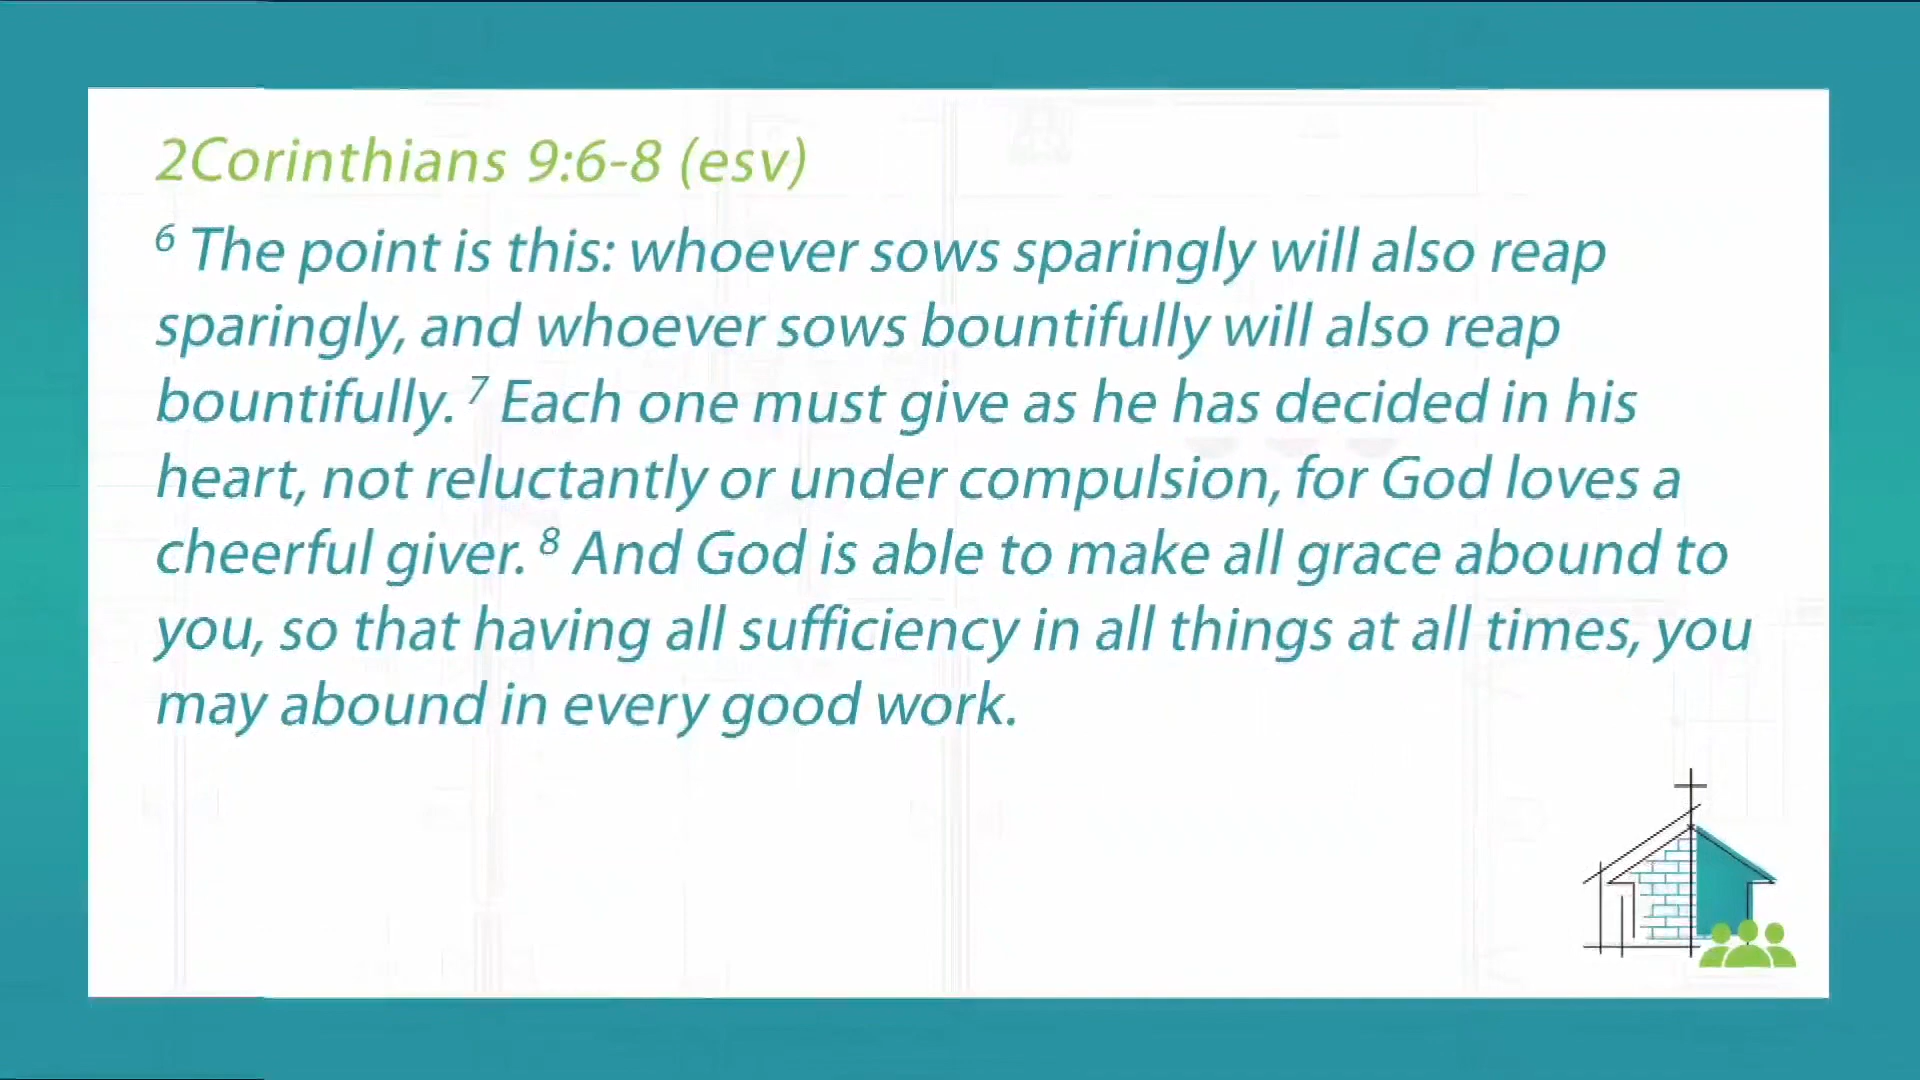 2Corinthians 9:6-8 (esv)
6 The point is this: whoever sows sparingly will also reap
sparingly, and whoever sows bountifully will also reap
bountifully. 7 Each one must give as he has decided in his
heart, not reluctantly or under compulsion, for God loves a
cheerful giver. 8 And God is able to make all grace abound to
you, so that having all sufficiency in all things at all times, you
may abound in every good work.